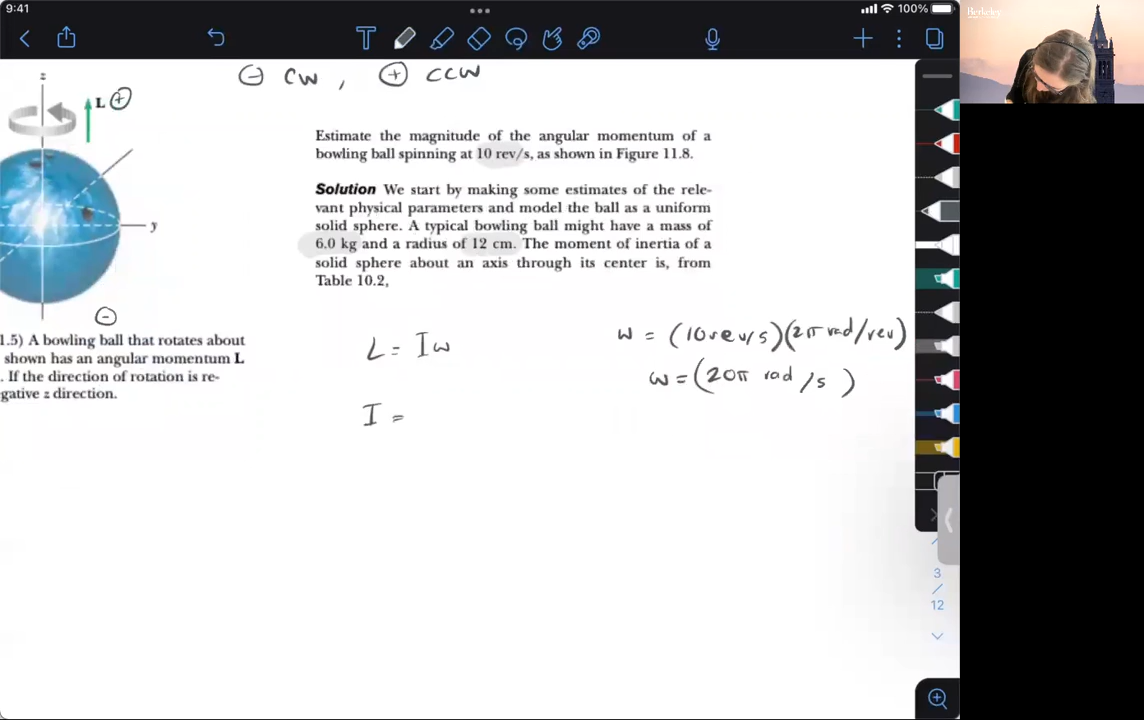 9:41
100%
Berkeley
⊖ CW , ⊕ CCW
z
L ⊕
y
⊖
1.5) A bowling ball that rotates about
shown has an angular momentum L
. If the direction of rotation is re-
gative z direction.
Estimate the magnitude of the angular momentum of a
bowling ball spinning at 10 rev/s, as shown in Figure 11.8.
Solution We start by making some estimates of the rele-
vant physical parameters and model the ball as a uniform
solid sphere. A typical bowling ball might have a mass of
6.0 kg and a radius of 12 cm. The moment of inertia of a
solid sphere about an axis through its center is, from
Table 10.2,
L = Iω
I =
ω = (10 rev/s)(2π rad/rev)
ω = (20π rad /s )
3
/
12